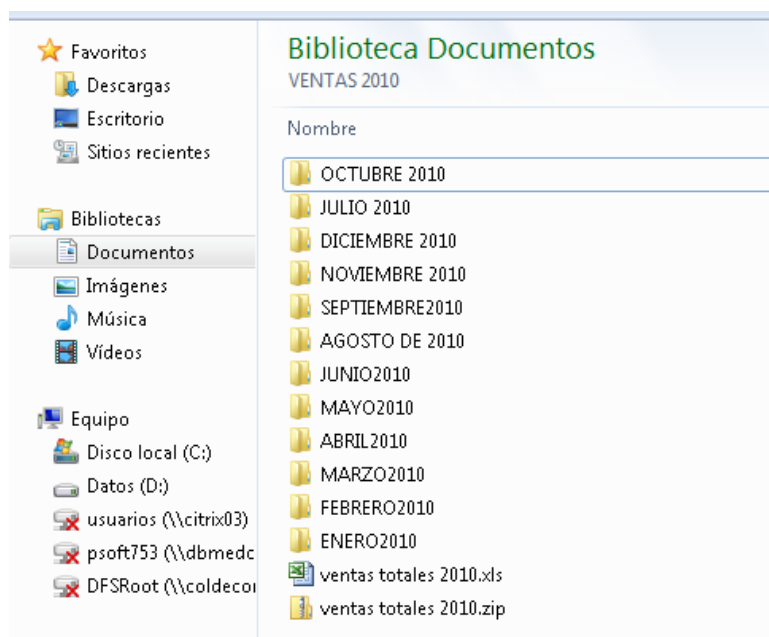 Favoritos
Descargas
Escritorio
Sitios recientes
Bibliotecas
Documentos
Imágenes
Música
Vídeos
Equipo
Disco local (C:)
Datos (D:)
usuarios (\\citrix03)
psoft753 (\\dbmedc
DFSRoot (\\coldecor
Biblioteca Documentos
VENTAS 2010
Nombre
OCTUBRE 2010
JULIO 2010
DICIEMBRE 2010
NOVIEMBRE 2010
SEPTIEMBRE2010
AGOSTO DE 2010
JUNIO2010
MAYO2010
ABRIL2010
MARZO2010
FEBRERO2010
ENERO2010
ventas totales 2010.xls
ventas totales 2010.zip